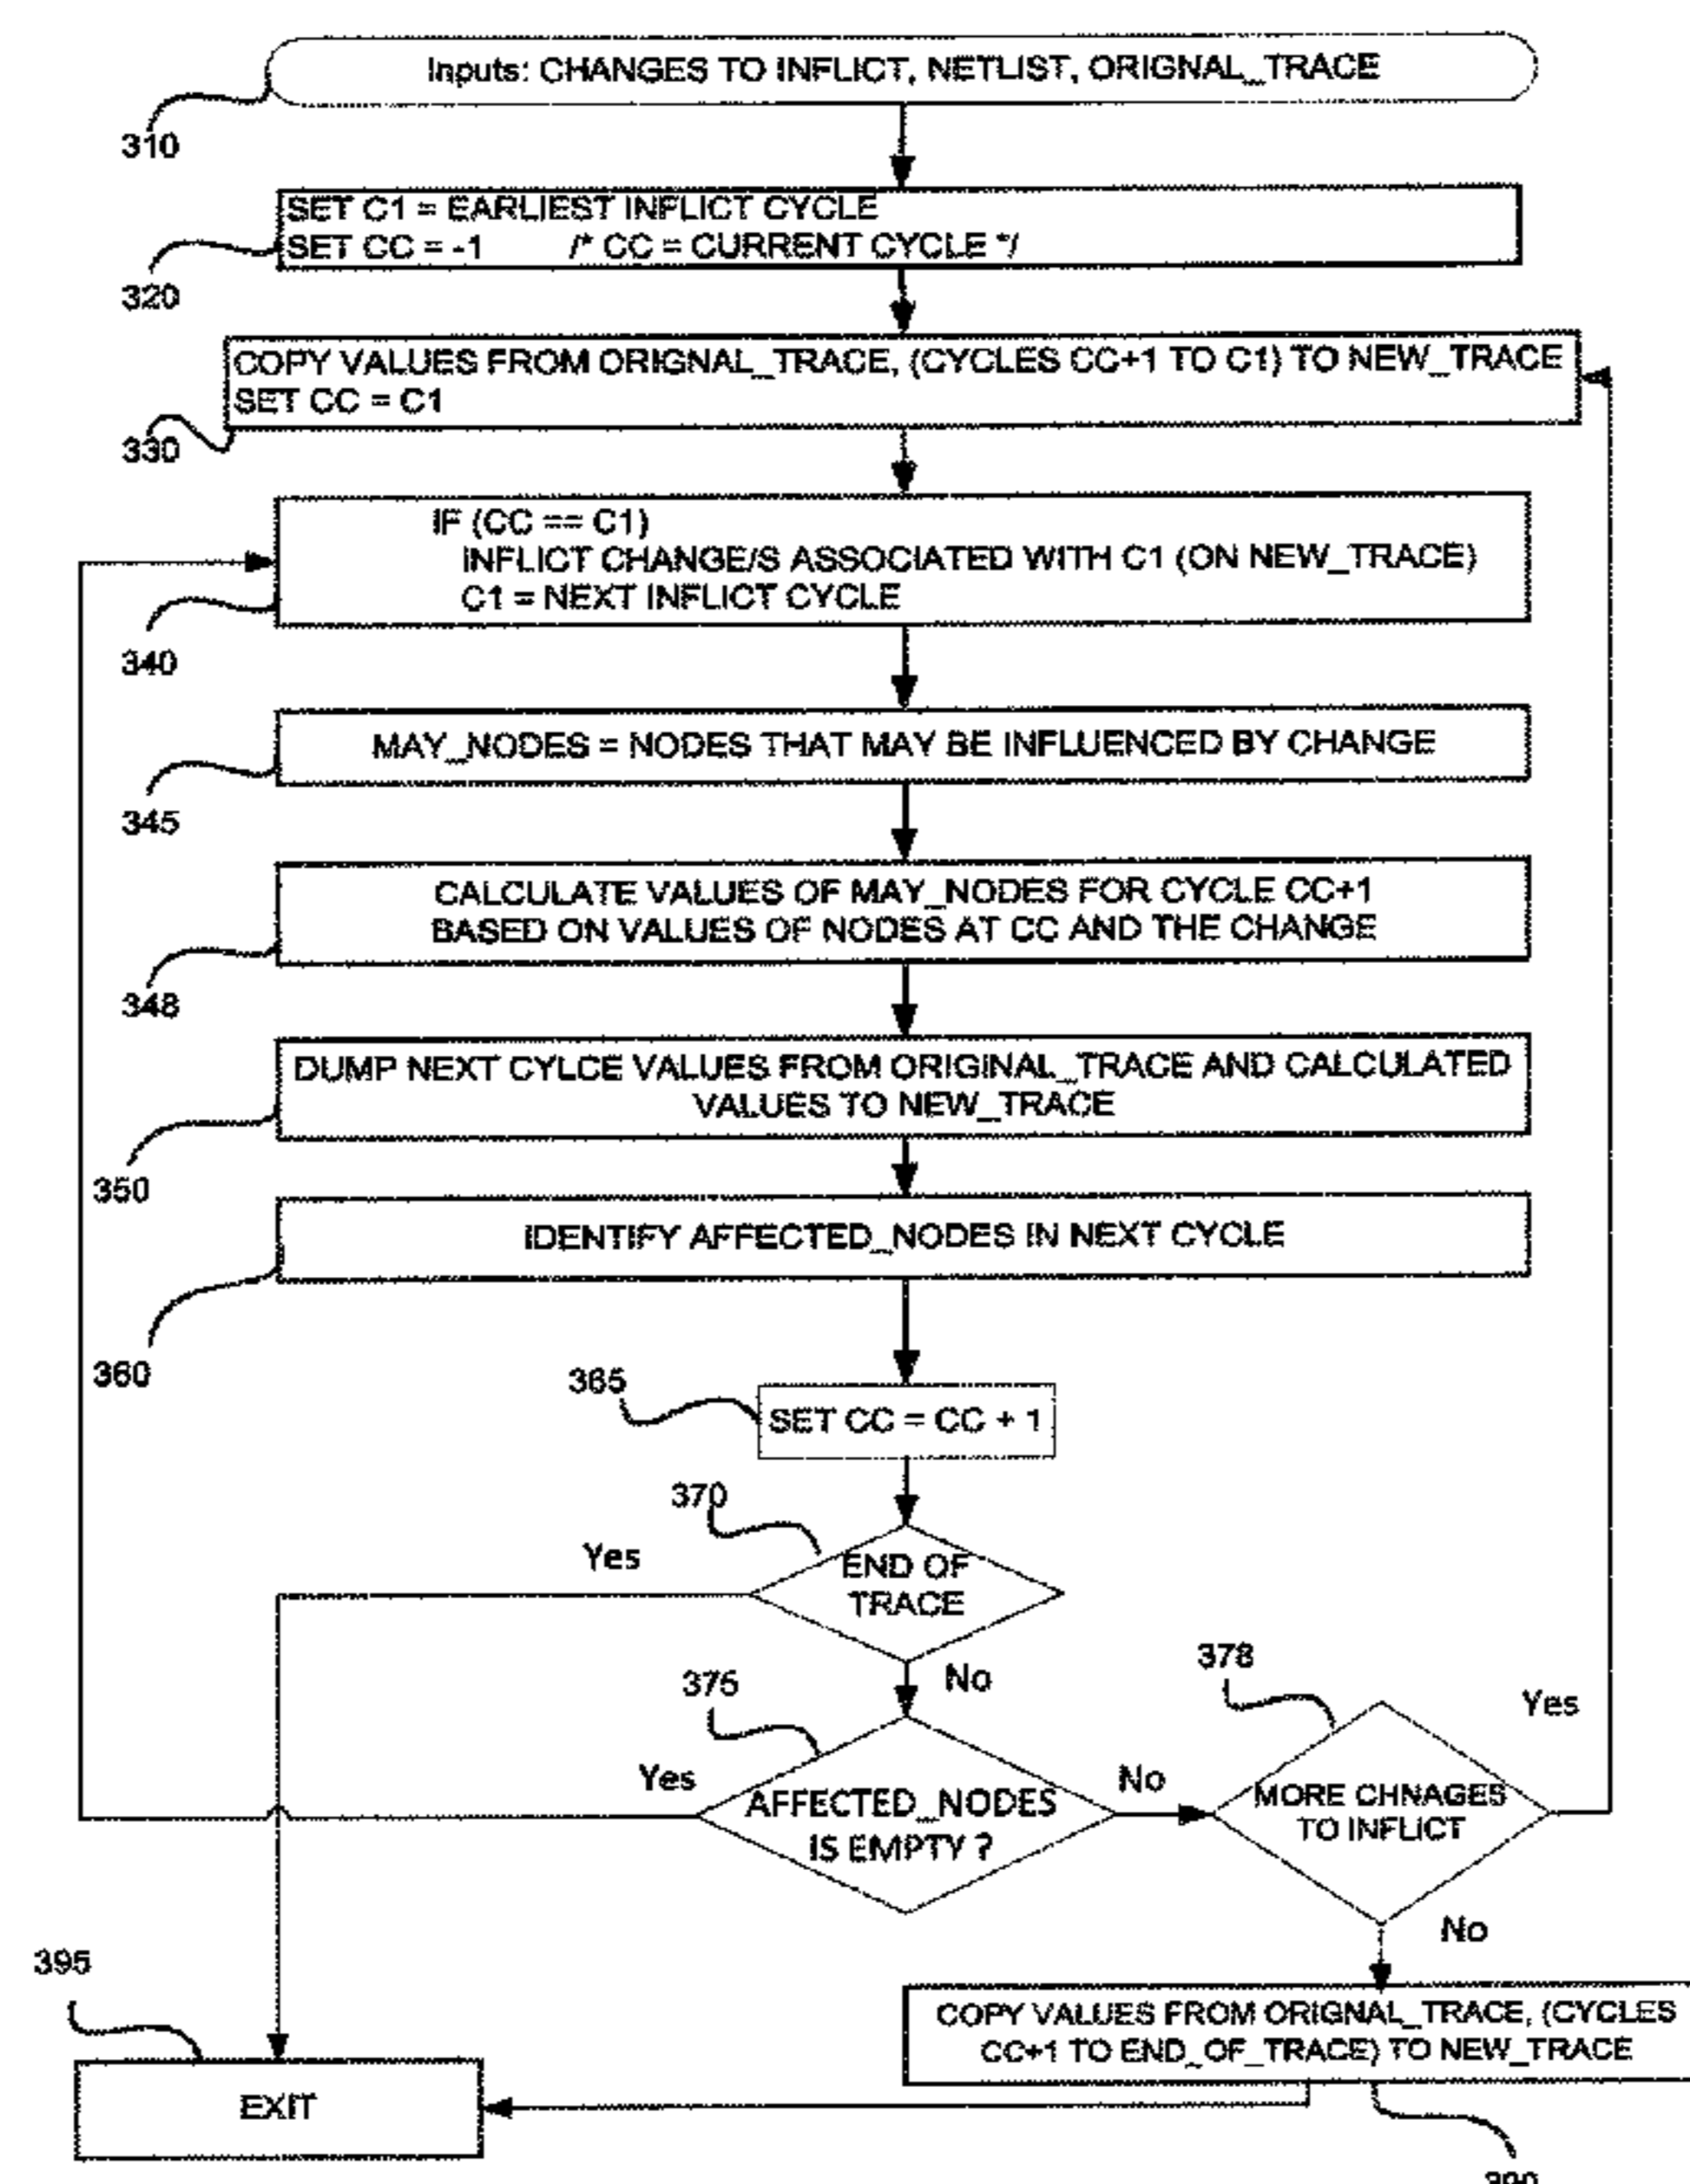 Inputs: CHANGES TO INFLICT, NETLIST, ORIGNAL_TRACE
310
SET C1 = EARLIEST INFLICT CYCLE
SET CC = -1 /* CC = CURRENT CYCLE */
320
COPY VALUES FROM ORIGNAL_TRACE, (CYCLES CC+1 TO C1) TO NEW_TRACE
SET CC = C1
330
IF (CC == C1)
INFLICT CHANGE/S ASSOCIATED WITH C1 (ON NEW_TRACE)
C1 = NEXT INFLICT CYCLE
340
MAY_NODES = NODES THAT MAY BE INFLUENCED BY CHANGE
345
CALCULATE VALUES OF MAY_NODES FOR CYCLE CC+1
BASED ON VALUES OF NODES AT CC AND THE CHANGE
348
DUMP NEXT CYLCE VALUES FROM ORIGINAL_TRACE AND CALCULATED
VALUES TO NEW_TRACE
350
IDENTIFY AFFECTED_NODES IN NEXT CYCLE
360
365
SET CC = CC + 1
370
Yes
END OF
TRACE
No
375
378
Yes
Yes
AFFECTED_NODES
IS EMPTY ?
No
MORE CHNAGES
TO INFLICT
No
395
COPY VALUES FROM ORIGNAL_TRACE, (CYCLES
CC+1 TO END_OF_TRACE) TO NEW_TRACE
EXIT
390